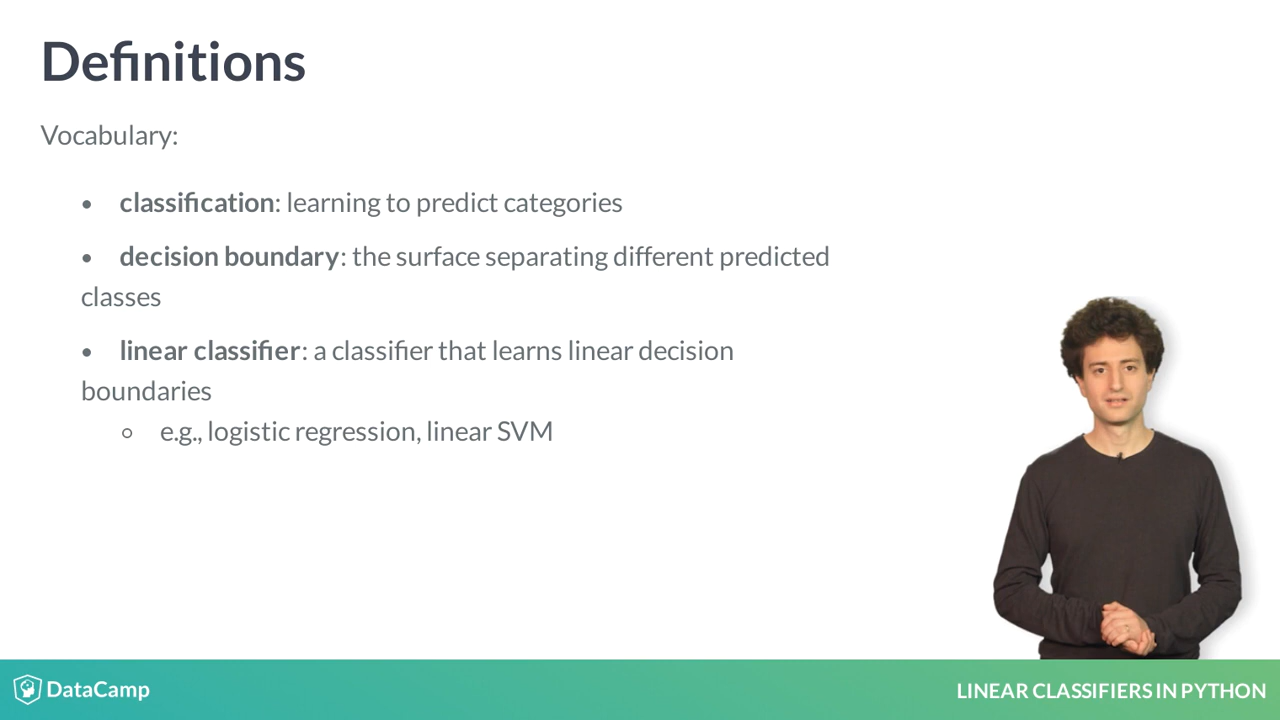 Definitions
Vocabulary:
• classification: learning to predict categories
• decision boundary: the surface separating different predicted
classes
• linear classifier: a classifier that learns linear decision
boundaries
○ e.g., logistic regression, linear SVM
DataCamp
LINEAR CLASSIFIERS IN PYTHON